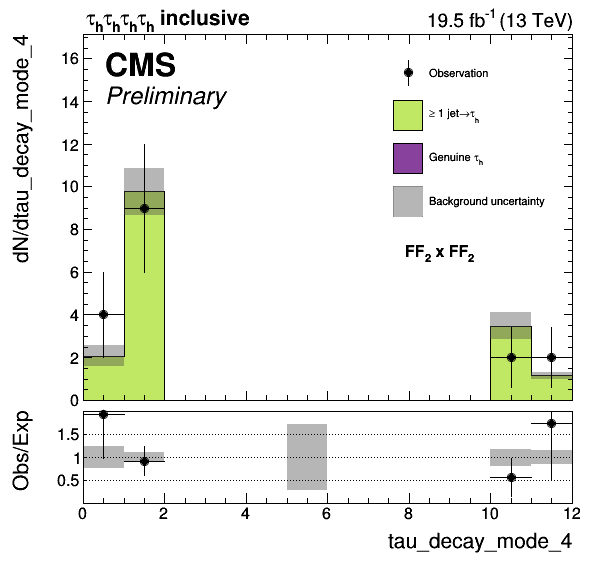 τhτhτhτh inclusive
19.5 fb-1 (13 TeV)
CMS
Preliminary
Observation
≥ 1 jet→τh
Genuine τh
Background uncertainty
FF2 x FF2
dN/dtau_decay_mode_4
16
14
12
10
8
6
4
2
0
Obs/Exp
1.5
1
0.5
0 2 4 6 8 10 12
tau_decay_mode_4